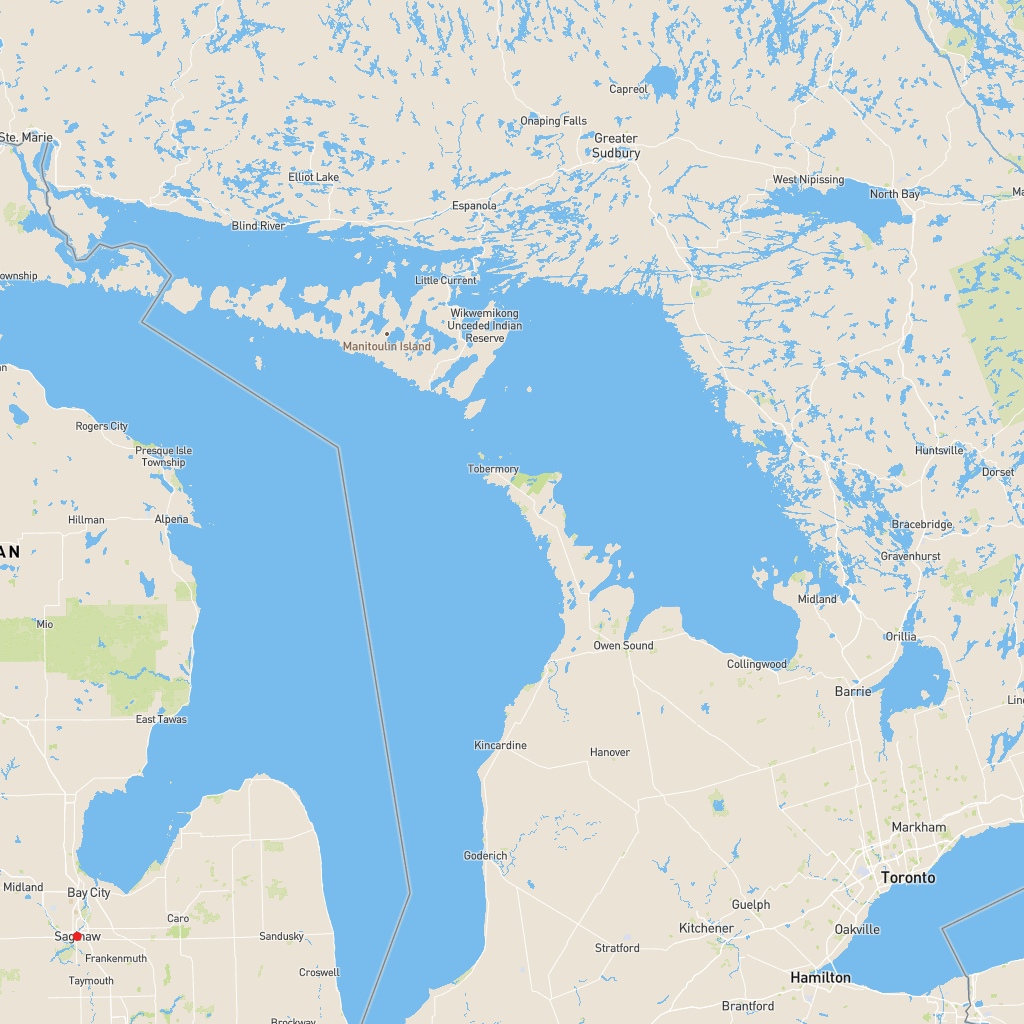 Capreol
Onaping Falls
Greater
Sudbury
Ste. Marie
Elliot Lake
West Nipissing
North Bay
Ma
Espanola
Blind River
ownship
Little Current
Wikwemikong
Unceded Indian
Reserve
Manitoulin Island
Rogers City
Presque Isle
Township
Tobermory
Huntsville
Dorset
Hillman
Alpena
Bracebridge
AN
Gravenhurst
Midland
Mio
Orillia
Owen Sound
Collingwood
Barrie
Lin
East Tawas
Kincardine
Hanover
Markham
Goderich
Toronto
Midland
Bay City
Guelph
Caro
Kitchener
Oakville
Saginaw
Sandusky
Stratford
Frankenmuth
Croswell
Hamilton
Taymouth
Brantford
Brockway